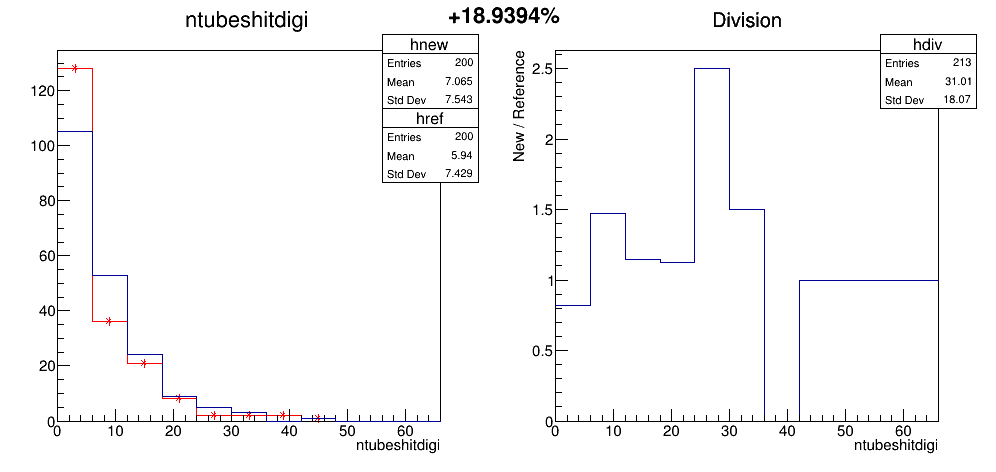 ntubeshitdigi
+18.9394%
Division
hnew
Entries 200
Mean 7.065
Std Dev 7.543
href
Entries 200
Mean 5.94
Std Dev 7.429
120
100
80
60
40
20
0
0 10 20 30 40 50 60
ntubeshitdigi
hdiv
Entries 213
Mean 31.01
Std Dev 18.07
New / Reference
2.5
2
1.5
1
0.5
0
0 10 20 30 40 50 60
ntubeshitdigi